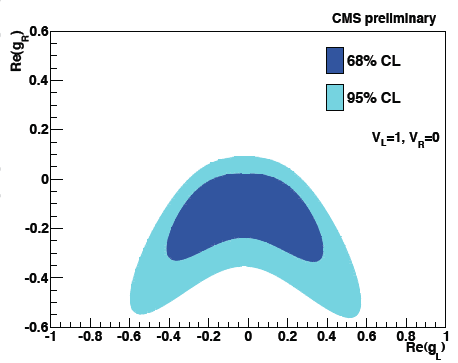 CMS preliminary
Re(g_R)
0.6
68% CL
0.4
95% CL
0.2
V_L=1, V_R=0
0
-0.2
-0.4
-0.6
-1 -0.8 -0.6 -0.4 -0.2 0 0.2 0.4 0.6 0.8 1
Re(g_L)